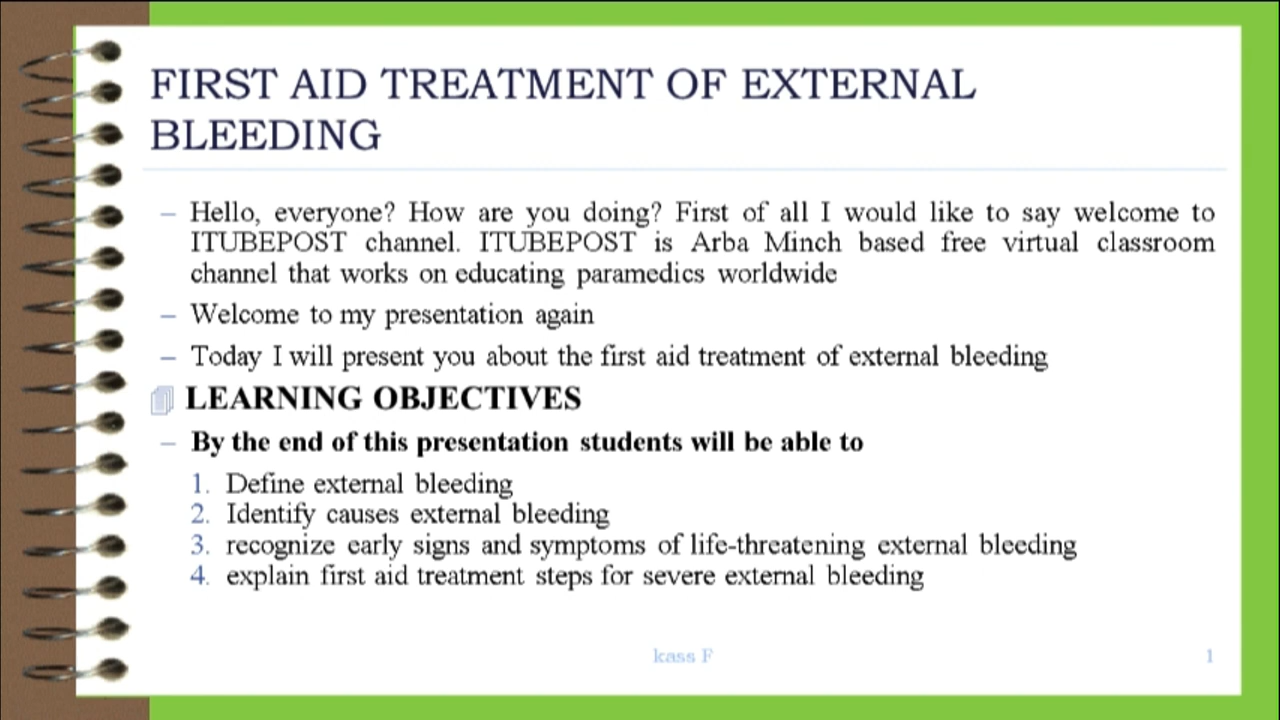 FIRST AID TREATMENT OF EXTERNAL
BLEEDING
– Hello, everyone? How are you doing? First of all I would like to say welcome to
ITUBEPOST channel. ITUBEPOST is Arba Minch based free virtual classroom
channel that works on educating paramedics worldwide
– Welcome to my presentation again
– Today I will present you about the first aid treatment of external bleeding
LEARNING OBJECTIVES
– By the end of this presentation students will be able to
1. Define external bleeding
2. Identify causes external bleeding
3. recognize early signs and symptoms of life-threatening external bleeding
4. explain first aid treatment steps for severe external bleeding
kass F 1